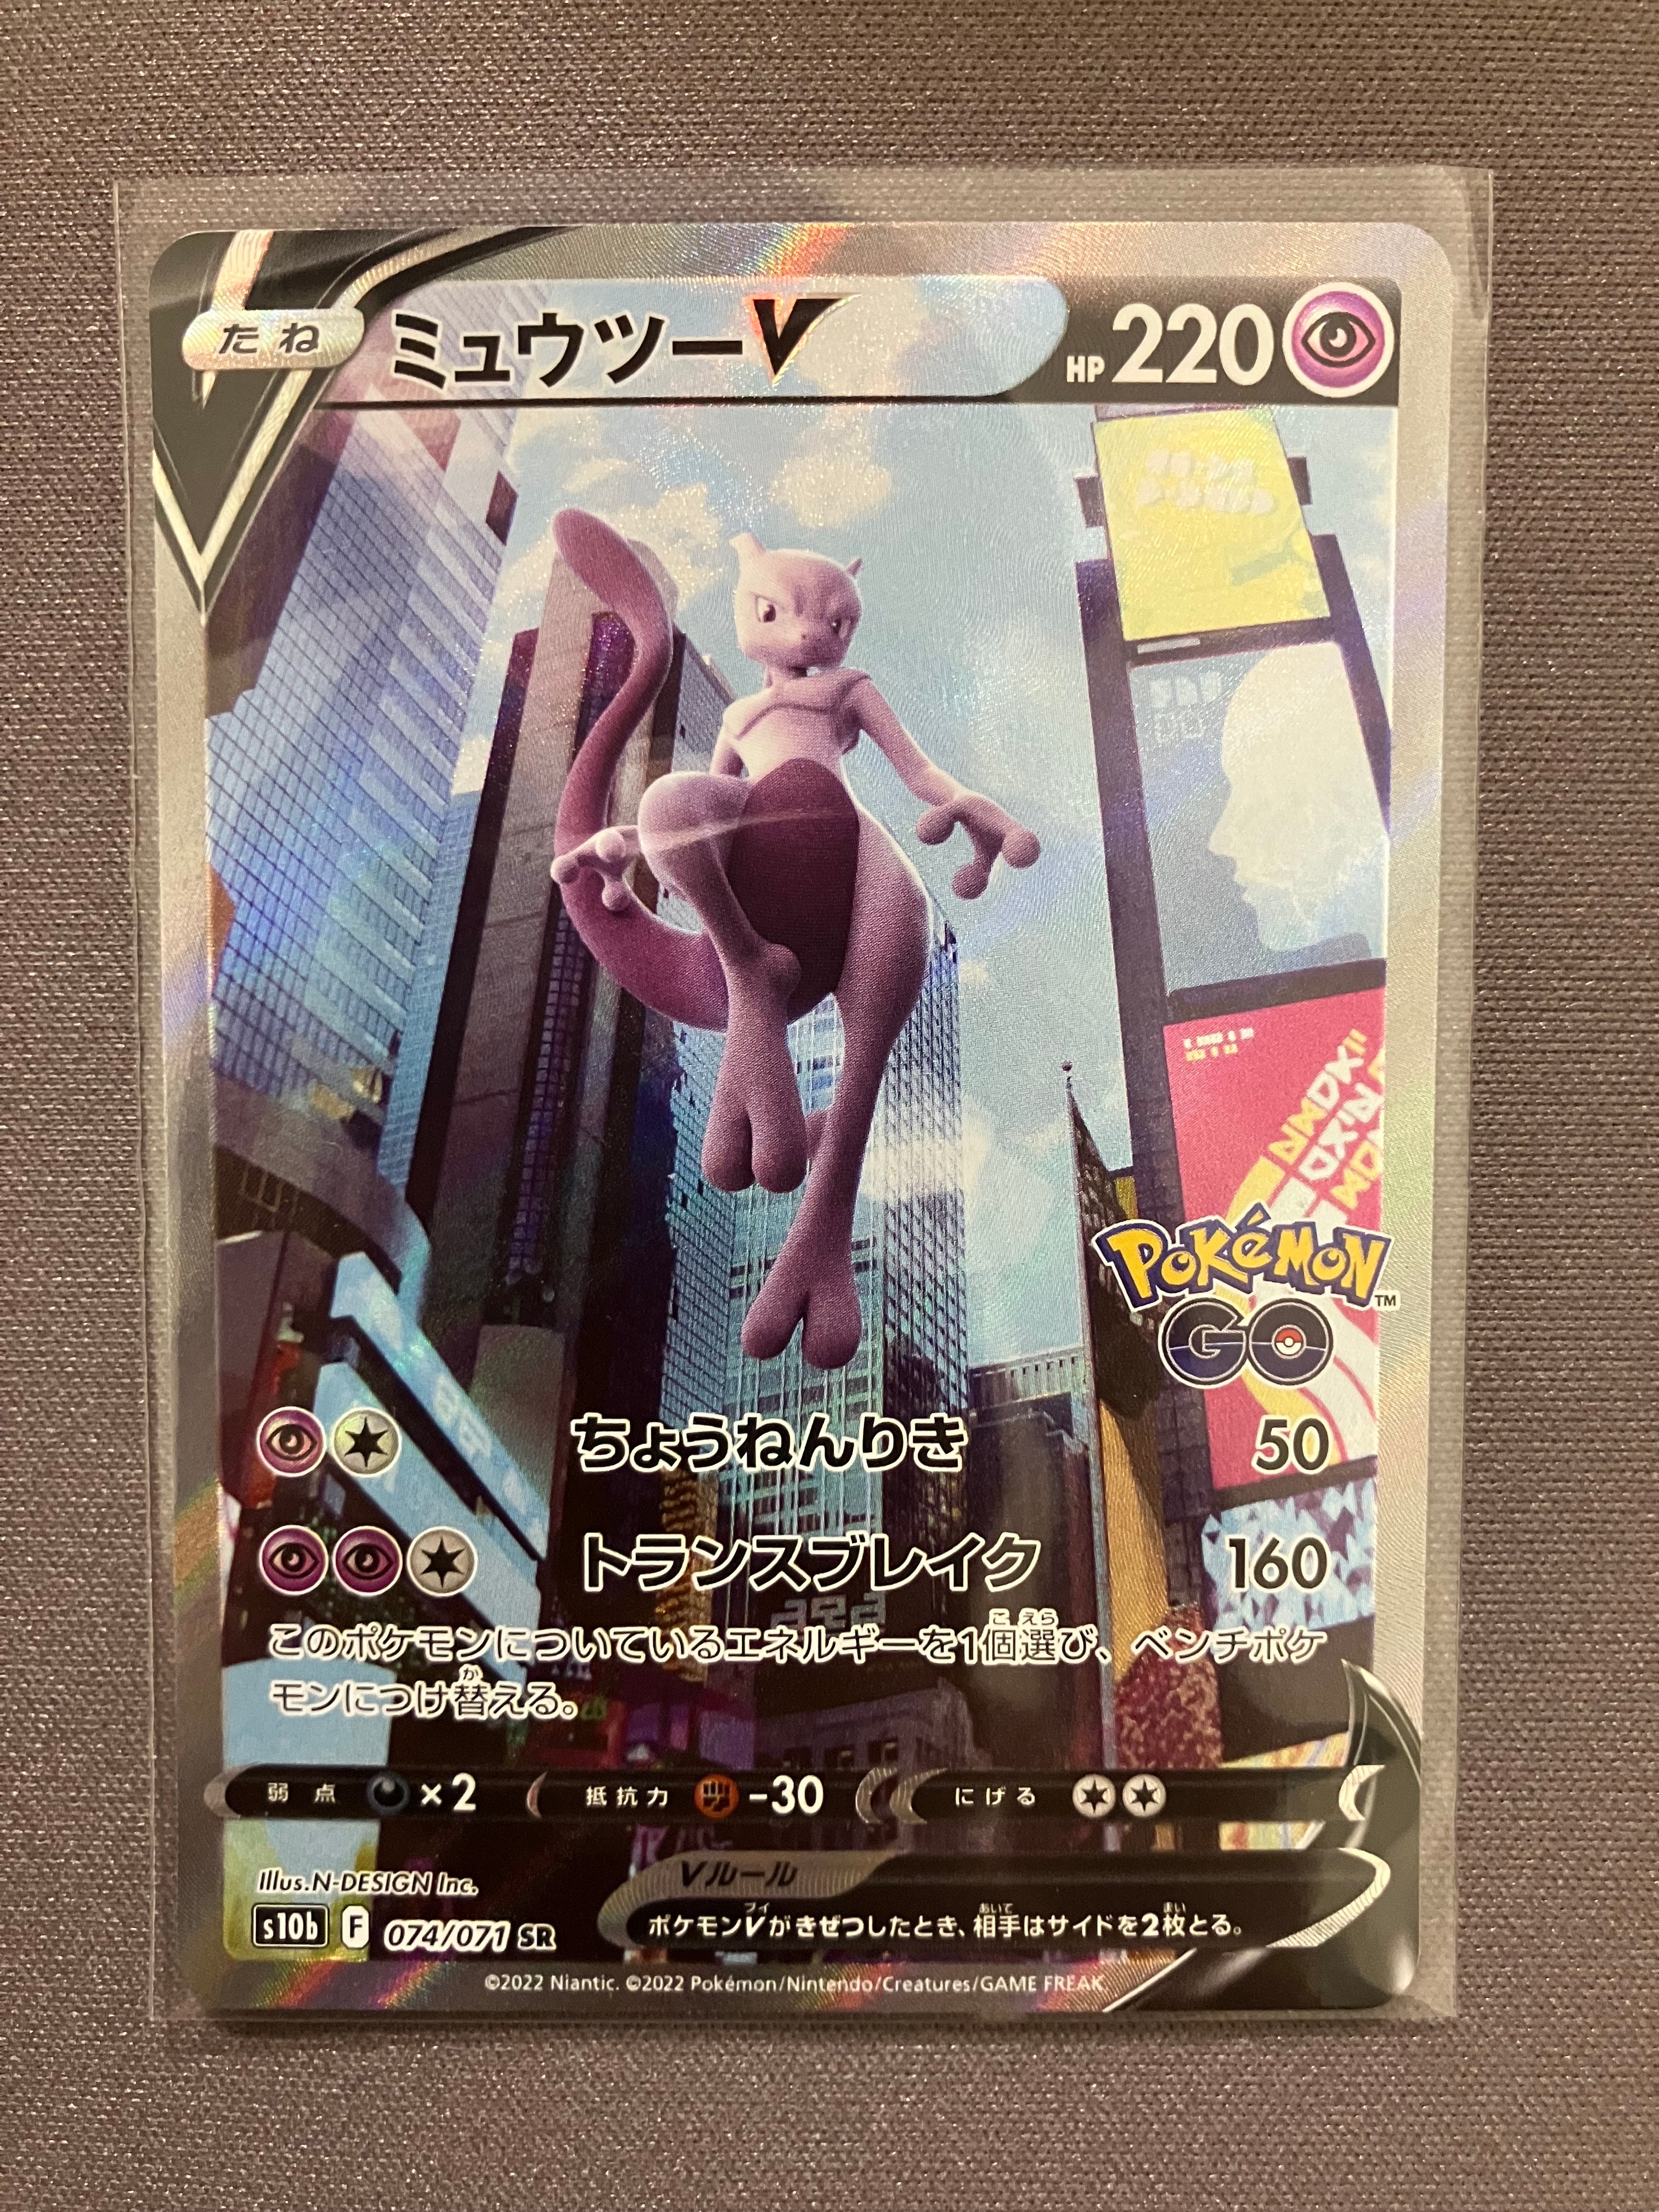 たね ミュウツーV HP 220
POKéMON™
GO
ちょうねんりき 50
トランスブレイク 160
このポケモンについているエネルギーを1個選び、ベンチポケ
モンにつけ替える。
弱点 ×2 抵抗力 -30 にげる
Vルール
ポケモンVがきぜつしたとき、相手はサイドを2枚とる。
Illus.N-DESIGN Inc.
s10b F 074/071 SR
©2022 Niantic. ©2022 Pokémon/Nintendo/Creatures/GAME FREAK